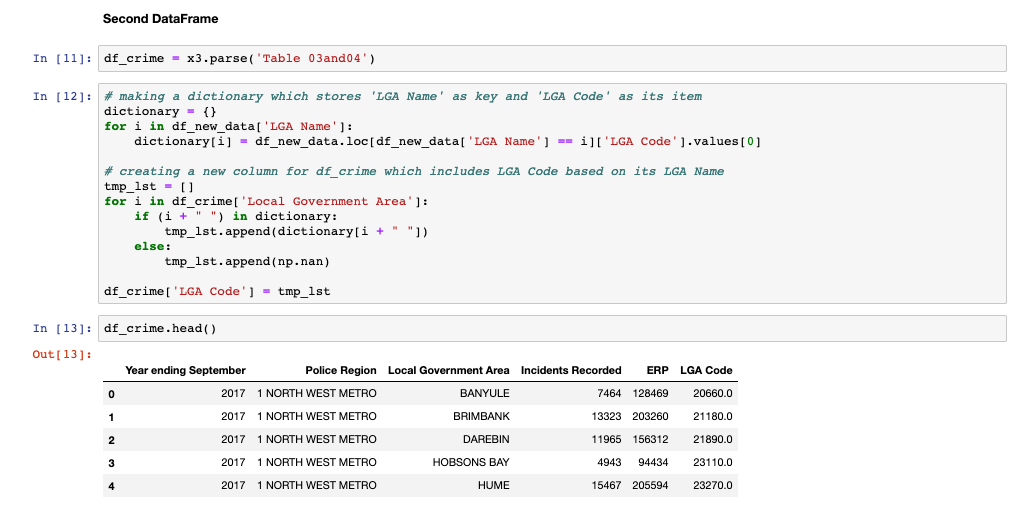 Second DataFrame
In [11]: df_crime = x3.parse('Table 03and04')
In [12]: # making a dictionary which stores 'LGA Name' as key and 'LGA Code' as its item
dictionary = {}
for i in df_new_data['LGA Name']:
    dictionary[i] = df_new_data.loc[df_new_data['LGA Name'] == i]['LGA Code'].values[0]
# creating a new column for df_crime which includes LGA Code based on its LGA Name
tmp_lst = []
for i in df_crime['Local Government Area']:
    if (i + " ") in dictionary:
        tmp_lst.append(dictionary[i + " "])
    else:
        tmp_lst.append(np.nan)
df_crime['LGA Code'] = tmp_lst
In [13]: df_crime.head()
Out[13]:
Year ending September Police Region Local Government Area Incidents Recorded ERP LGA Code
0 2017 1 NORTH WEST METRO BANYULE 7464 128469 20660.0
1 2017 1 NORTH WEST METRO BRIMBANK 13323 203260 21180.0
2 2017 1 NORTH WEST METRO DAREBIN 11965 156312 21890.0
3 2017 1 NORTH WEST METRO HOBSONS BAY 4943 94434 23110.0
4 2017 1 NORTH WEST METRO HUME 15467 205594 23270.0